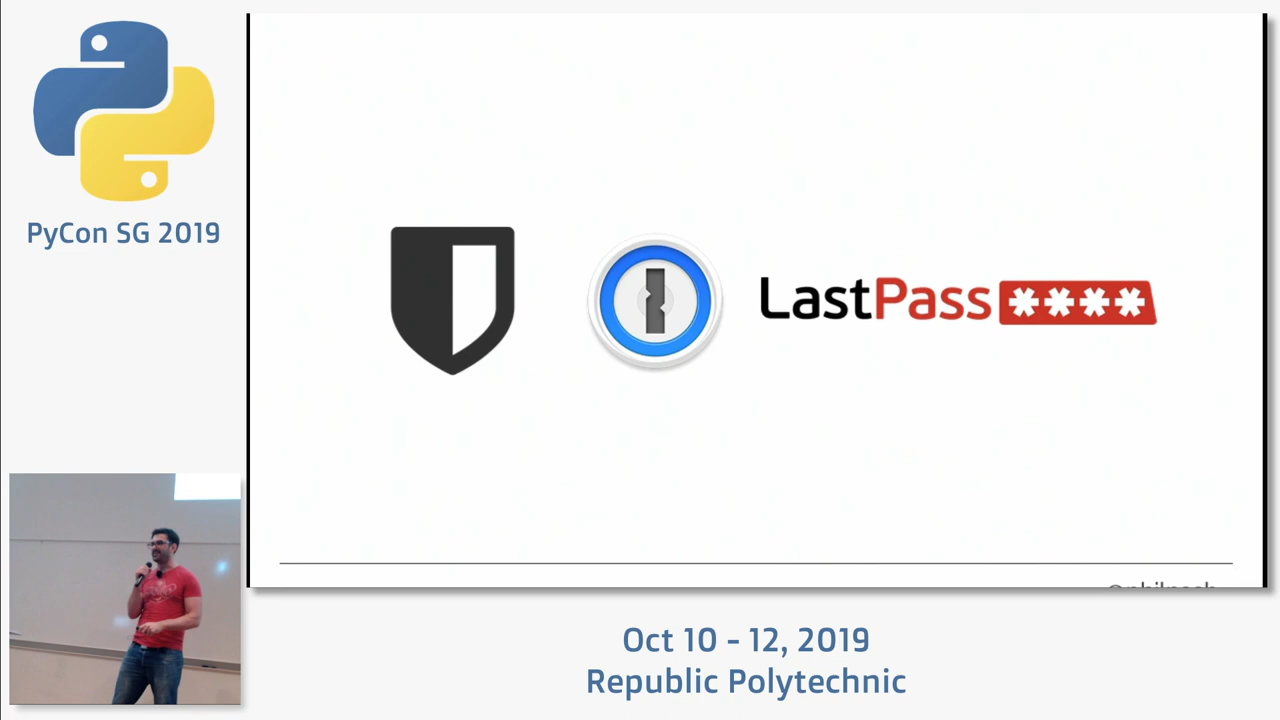 PyCon SG 2019
LastPass ****
Oct 10 - 12, 2019
Republic Polytechnic